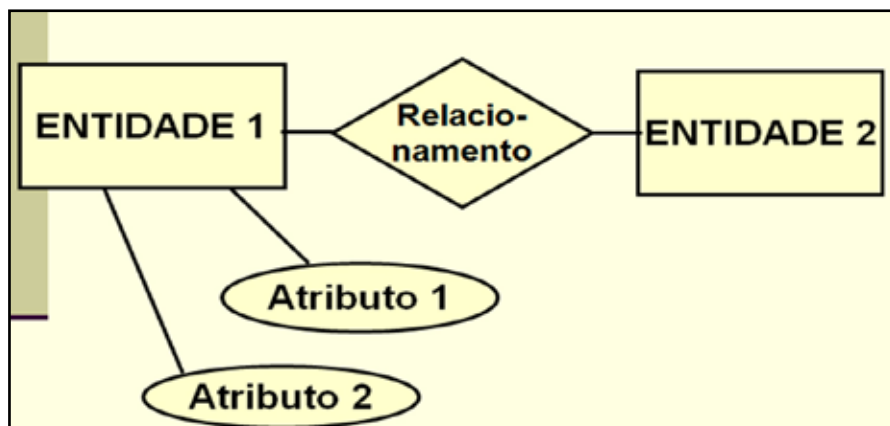 ENTIDADE 1
Relacio-
namento
ENTIDADE 2
Atributo 1
Atributo 2